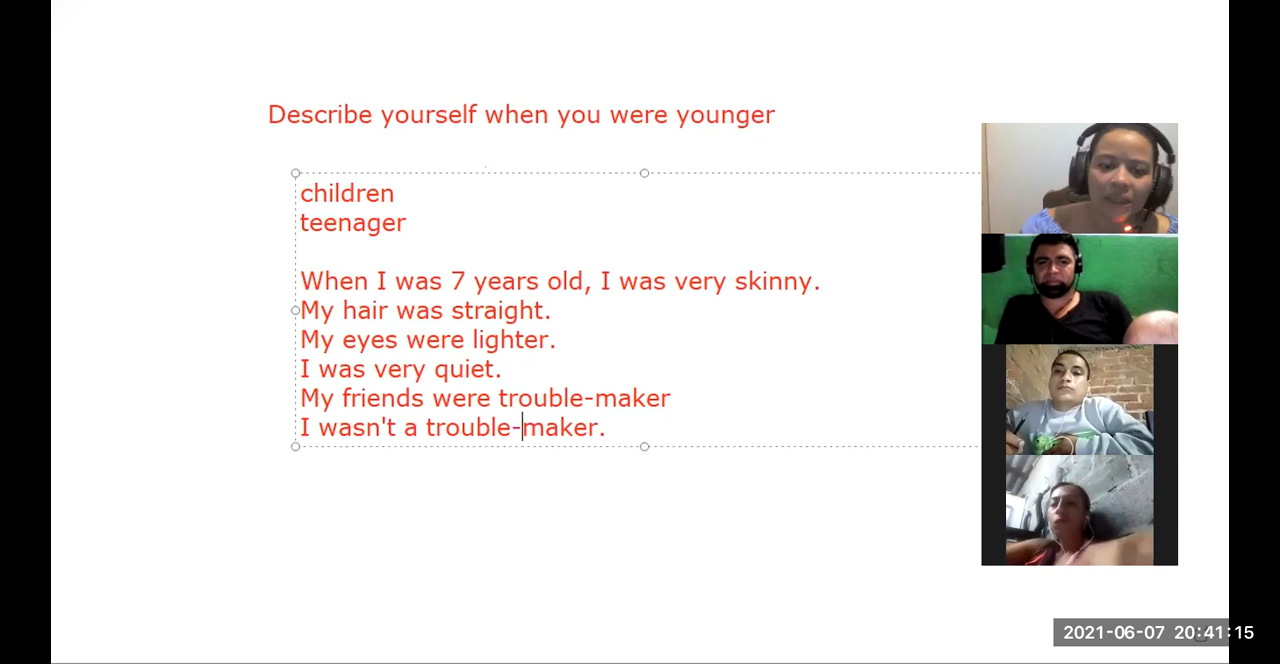 Describe yourself when you were younger
children
teenager
When I was 7 years old, I was very skinny.
My hair was straight.
My eyes were lighter.
I was very quiet.
My friends were trouble-maker
I wasn't a trouble-maker.
2021-06-07 20:41:15